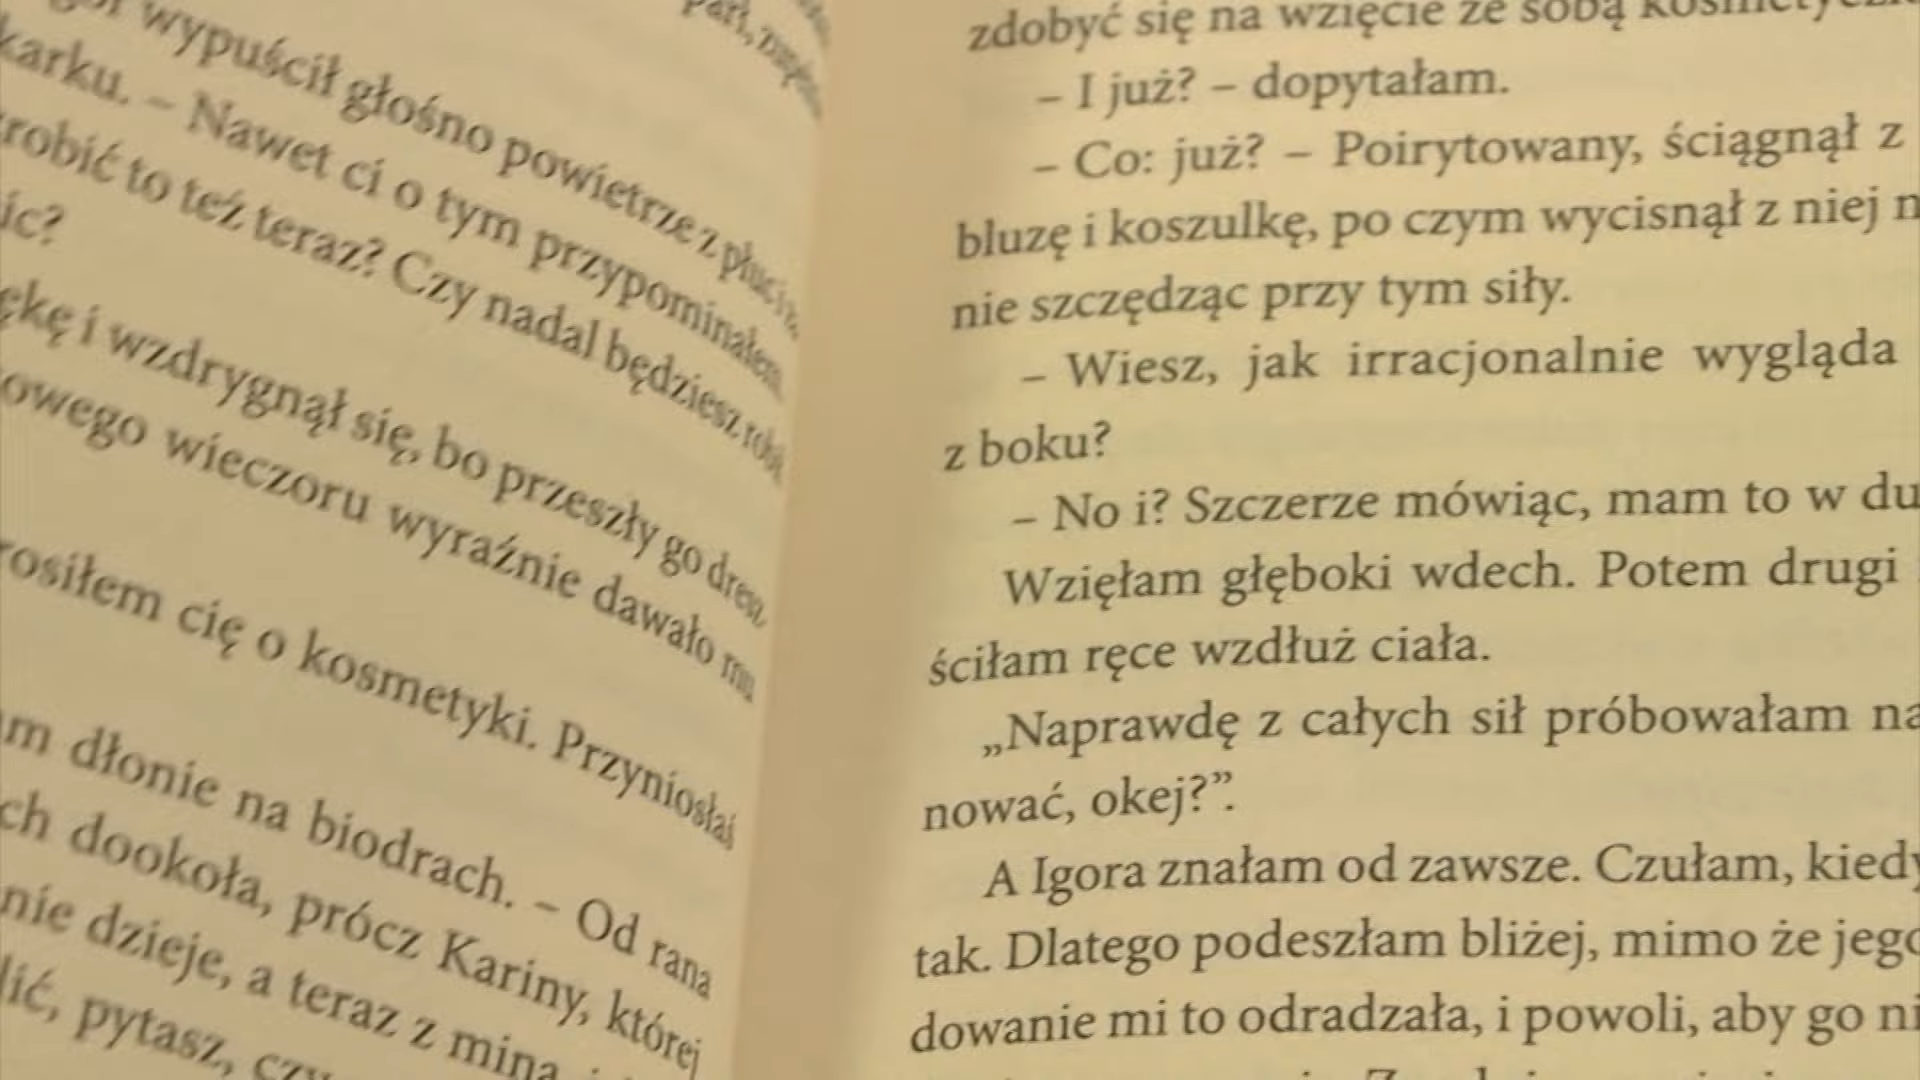 wypuścił głośno powietrze z płuc i
karku. – Nawet ci o tym przypominałem.
robić to też teraz? Czy nadal będziesz
ic?
ękę i wzdrygnął się, bo przeszły go
owego wieczoru wyraźnie dawało mu
rosiłem cię o kosmetyki. Przyniosłaś
am dłonie na biodrach. – Od rana
ch dookoła, prócz Kariny, której
nie dzieje, a teraz z miną
lić, pytasz, czy
zdobyć się na wzięcie ze sobą
– I już? – dopytałam.
– Co: już? – Poirytowany, ściągnął z
bluzę i koszulkę, po czym wycisnął z niej n
nie szczędząc przy tym siły.
– Wiesz, jak irracjonalnie wygląda
z boku?
– No i? Szczerze mówiąc, mam to w du
Wzięłam głęboki wdech. Potem drugi
ściłam ręce wzdłuż ciała.
„Naprawdę z całych sił próbowałam na
nować, okej?”.
A Igora znałam od zawsze. Czułam, kiedy
tak. Dlatego podeszłam bliżej, mimo że jego
dowanie mi to odradzała, i powoli, aby go ni